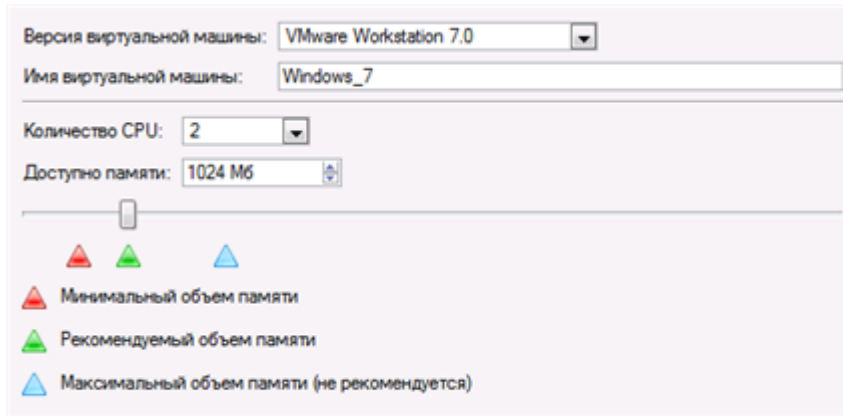 Версия виртуальной машины: VMware Workstation 7.0
Имя виртуальной машины: Windows_7
Количество CPU: 2
Доступно памяти: 1024 Мб
Минимальный объем памяти
Рекомендуемый объем памяти
Максимальный объем памяти (не рекомендуется)